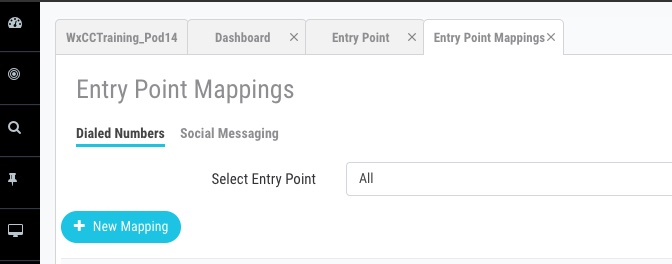 WxCCTraining_Pod14 Dashboard Entry Point Entry Point Mappings
Entry Point Mappings
Dialed Numbers Social Messaging
Select Entry Point All
New Mapping